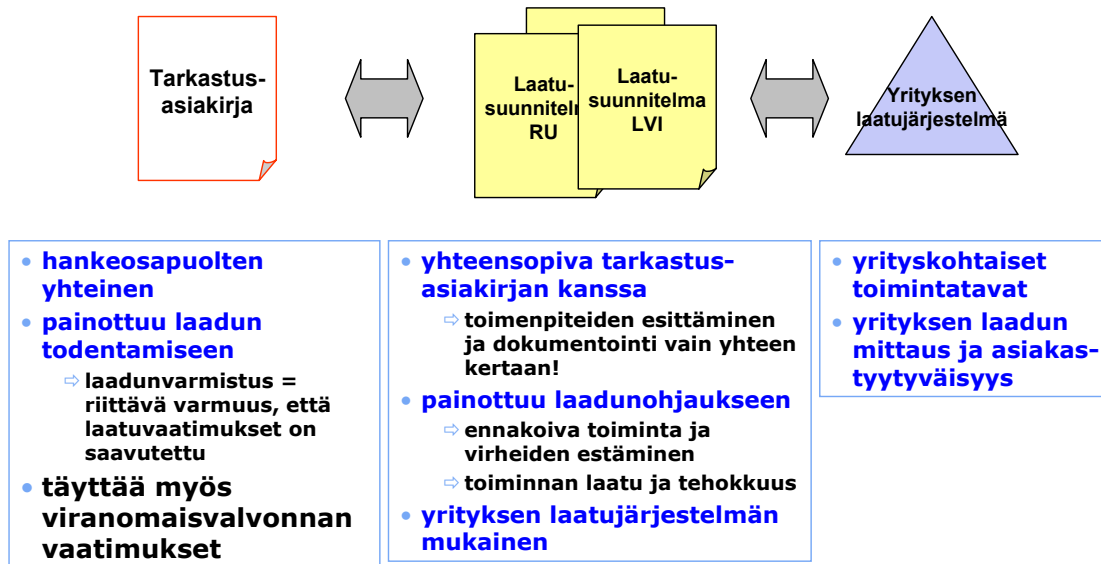 Tarkastus-
asiakirja
Laatu-
suunnitelm
RU
Laatu-
suunnitelma
LVI
Yrityksen
laatujärjestelmä
• hankeosapuolten
yhteinen
• painottuu laadun
todentamiseen
⇨ laadunvarmistus =
riittävä varmuus, että
laatuvaatimukset on
saavutettu
• täyttää myös
viranomaisvalvonnan
vaatimukset
• yhteensopiva tarkastus-
asiakirjan kanssa
⇨ toimenpiteiden esittäminen
ja dokumentointi vain yhteen
kertaan!
• painottuu laadunohjaukseen
⇨ ennakoiva toiminta ja
virheiden estäminen
⇨ toiminnan laatu ja tehokkuus
• yrityksen laatujärjestelmän
mukainen
• yrityskohtaiset
toimintatavat
• yrityksen laadun
mittaus ja asiakas-
tyytyväisyys